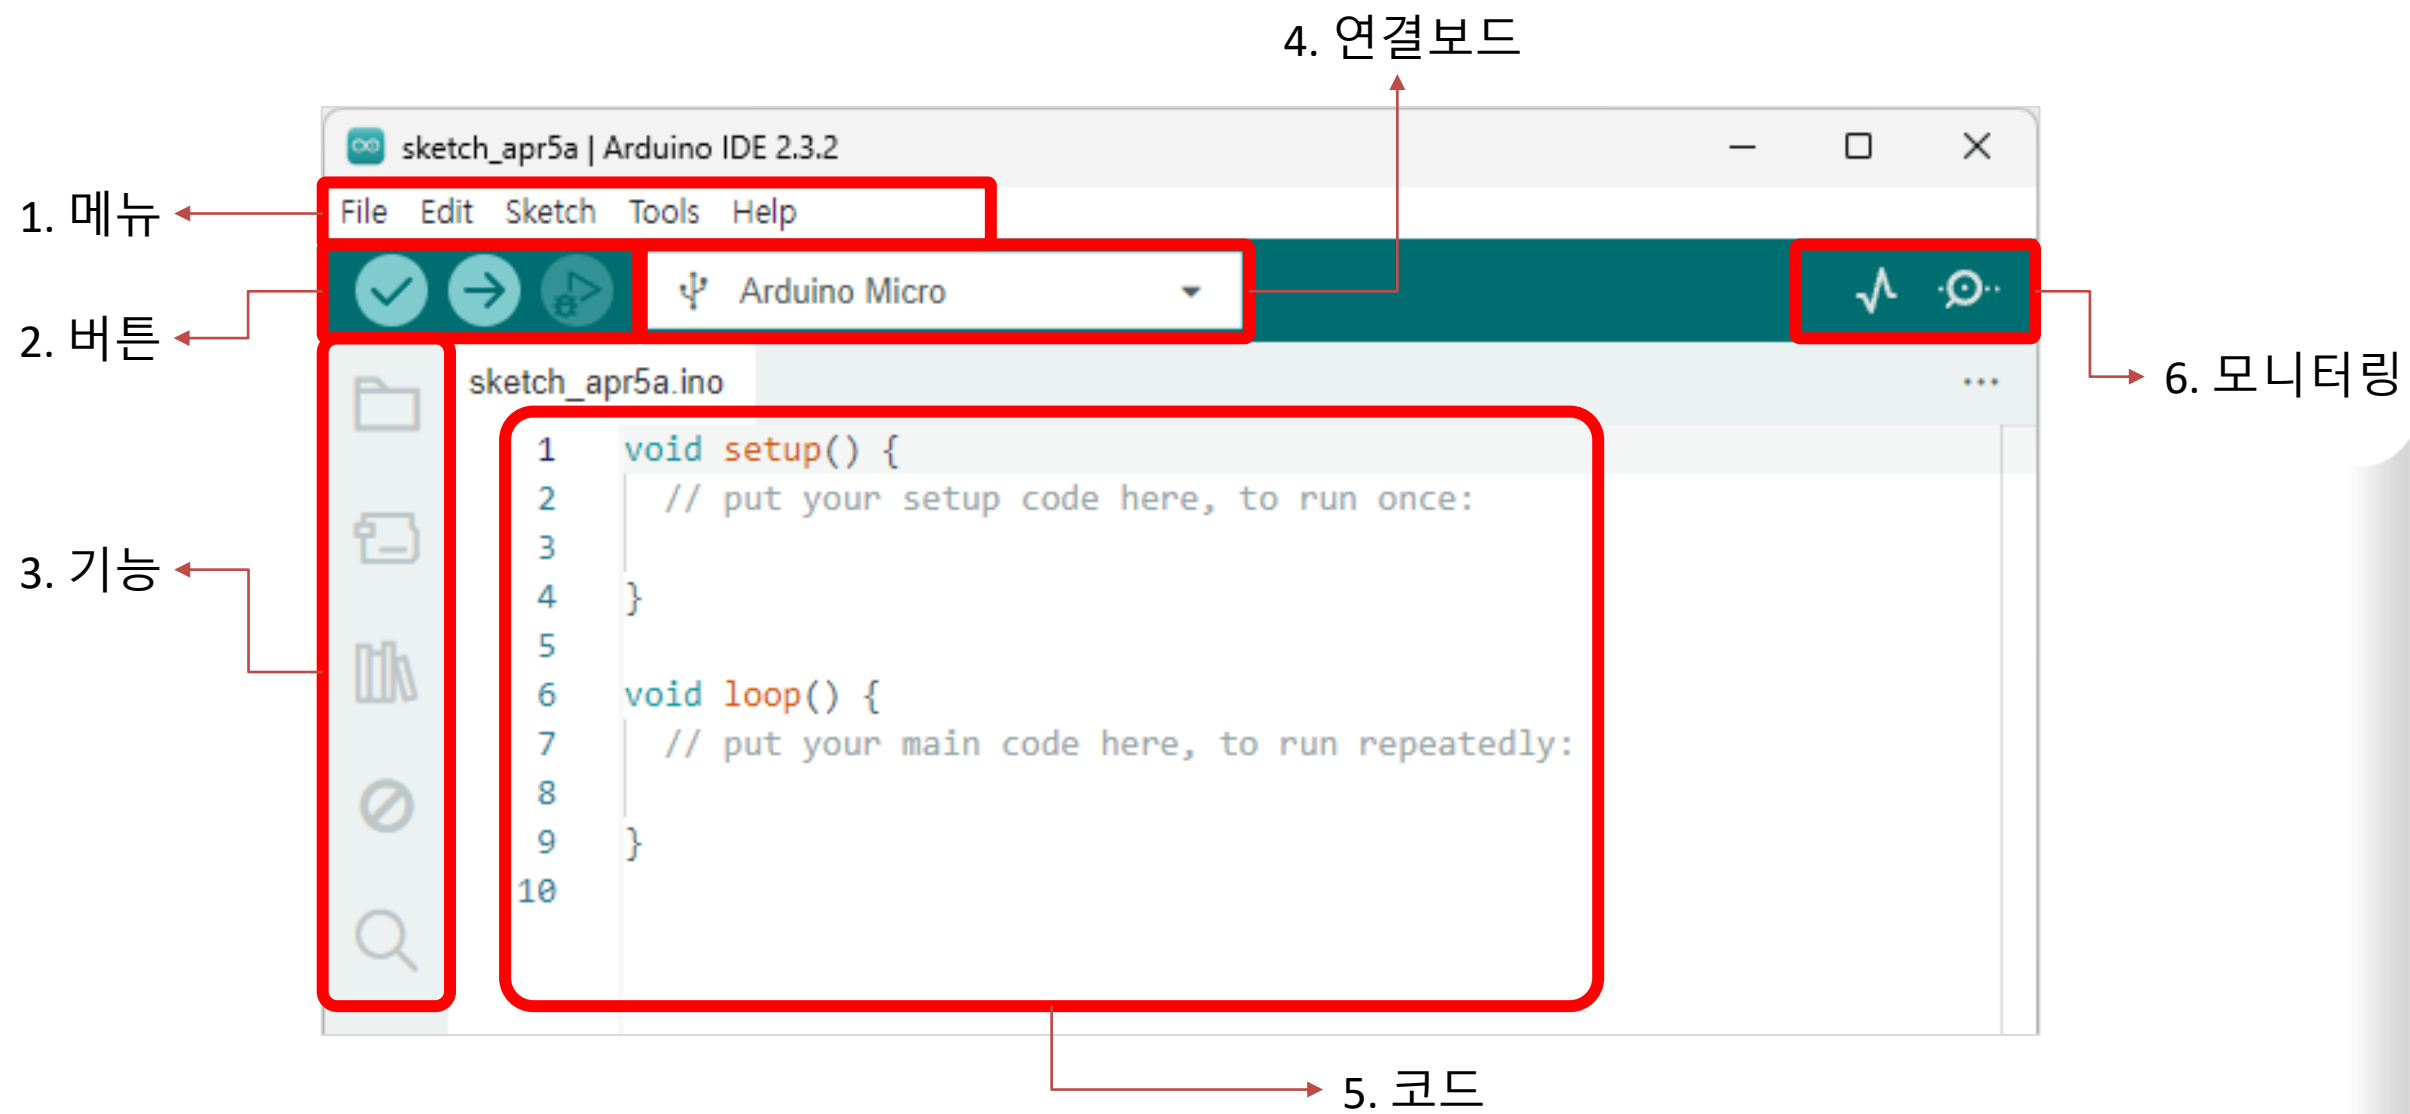 4. 연결보드
sketch_apr5a | Arduino IDE 2.3.2
1. 메뉴
File Edit Sketch Tools Help
2. 버튼
Arduino Micro
6. 모니터링
sketch_apr5a.ino
3. 기능
1 void setup() {
2 // put your setup code here, to run once:
3
4 }
5
6 void loop() {
7 // put your main code here, to run repeatedly:
8
9 }
10
5. 코드